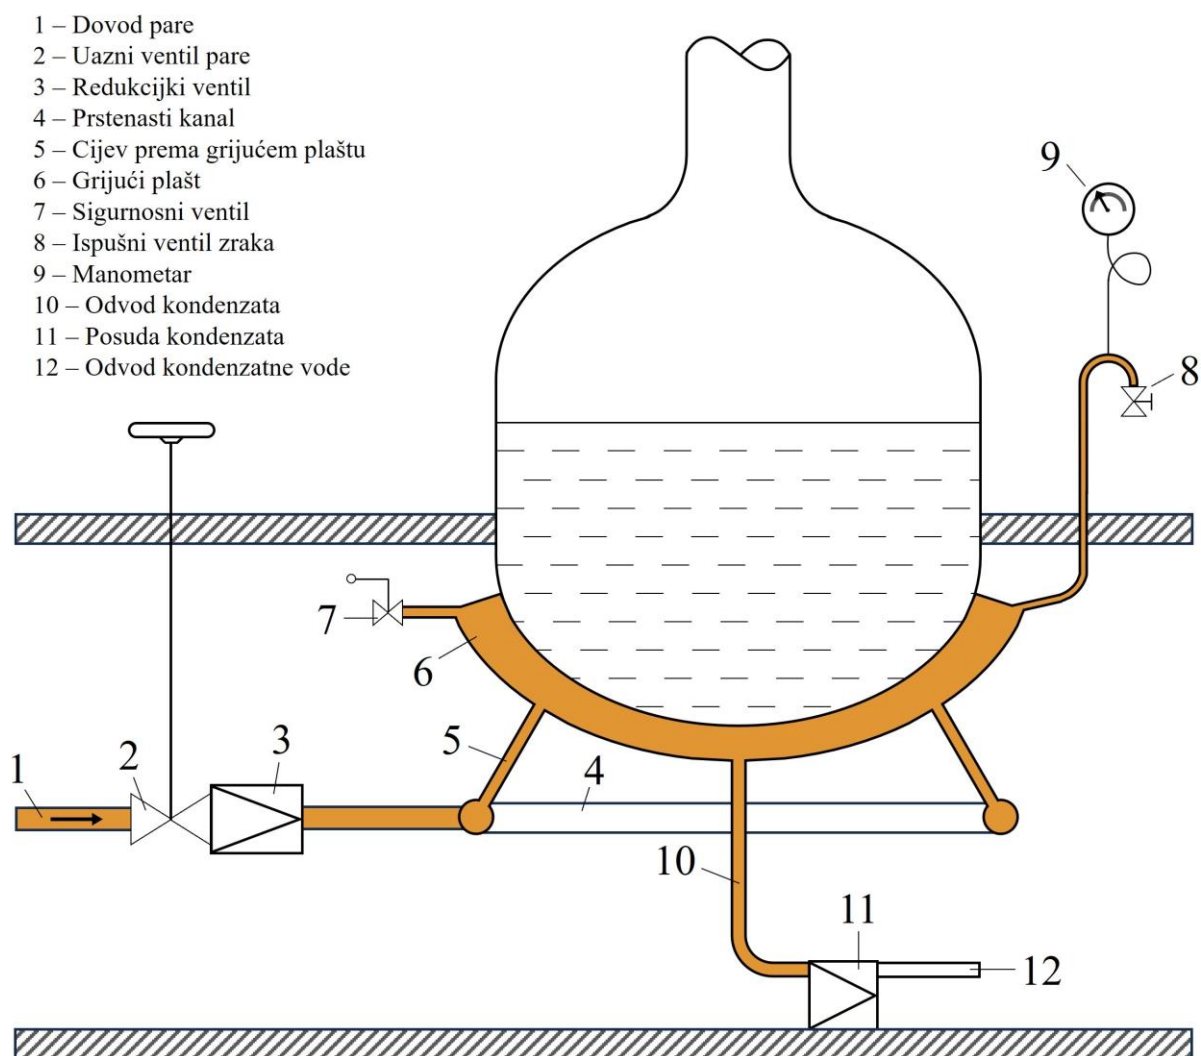 1 – Dovod pare
2 – Uazni ventil pare
3 – Redukcijki ventil
4 – Prstenasti kanal
5 – Cijev prema grijućem plaštu
6 – Grijući plašt
7 – Sigurnosni ventil
8 – Ispušni ventil zraka
9 – Manometar
10 – Odvod kondenzata
11 – Posuda kondenzata
12 – Odvod kondenzatne vode
9
8
7
6
5
4
3
2
1
10
11
12